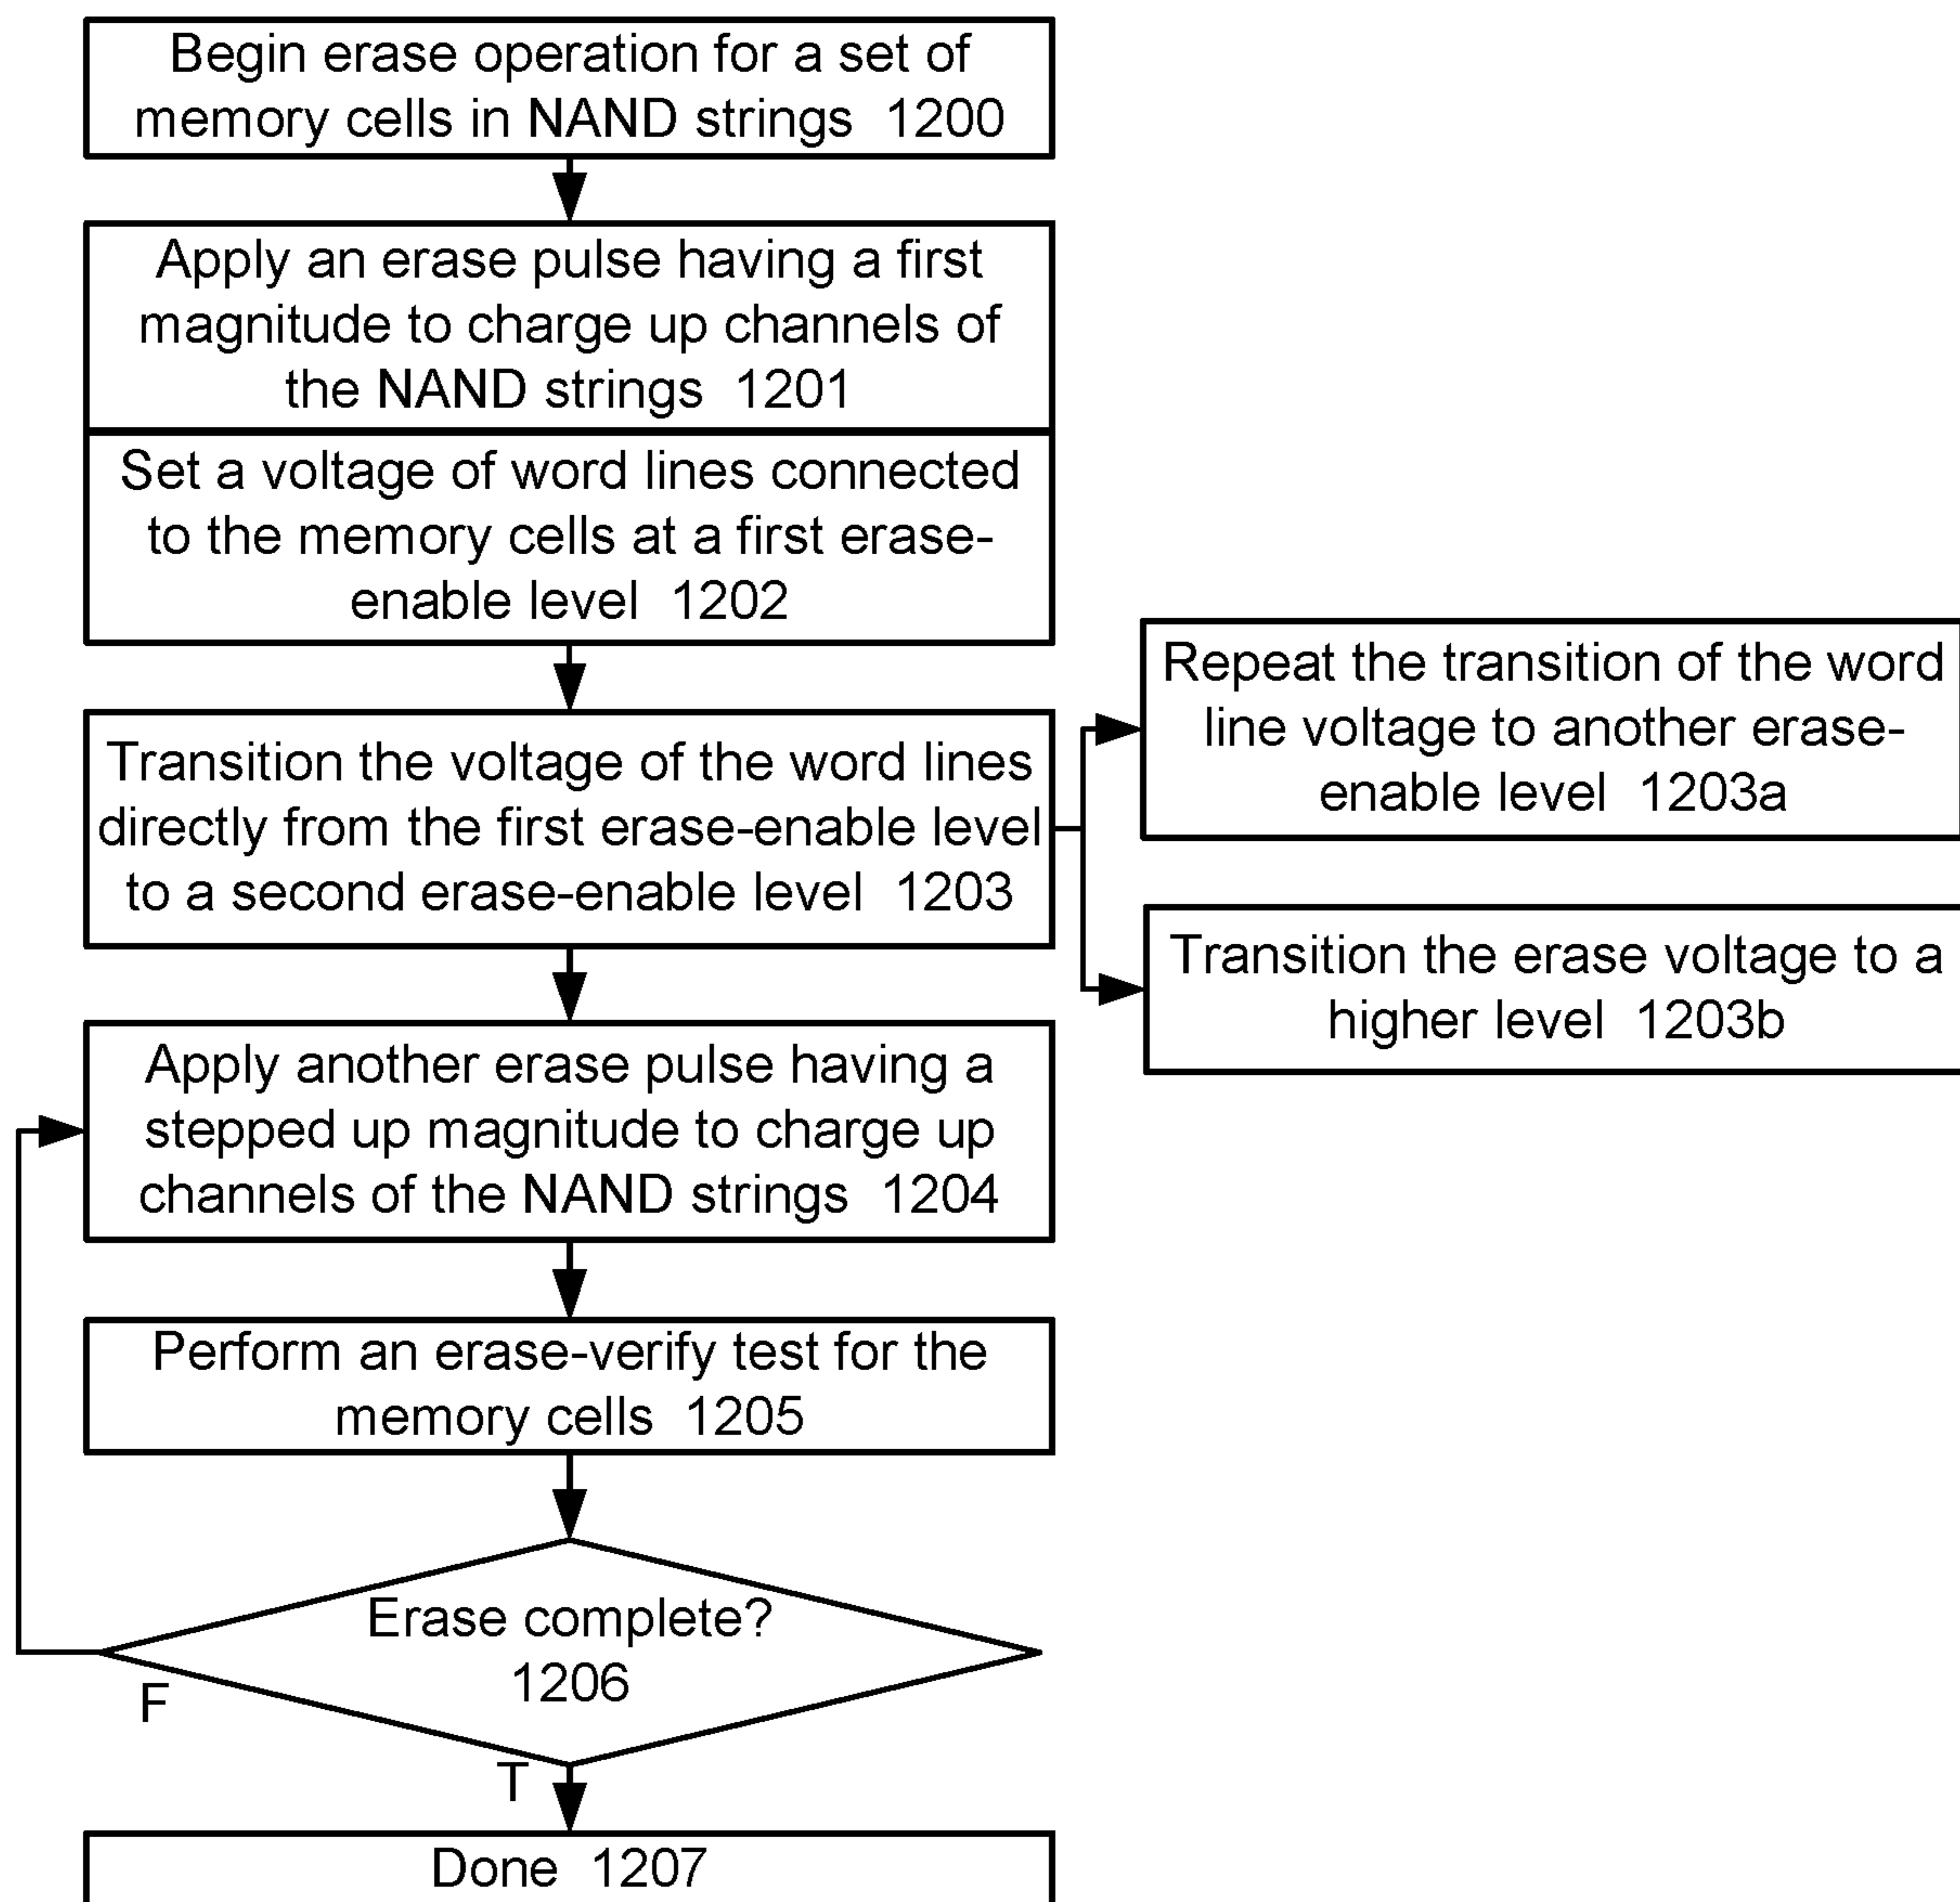 Begin erase operation for a set of
memory cells in NAND strings 1200
Apply an erase pulse having a first
magnitude to charge up channels of
the NAND strings 1201
Set a voltage of word lines connected
to the memory cells at a first erase-
enable level 1202
Transition the voltage of the word lines
directly from the first erase-enable level
to a second erase-enable level 1203
Repeat the transition of the word
line voltage to another erase-
enable level 1203a
Transition the erase voltage to a
higher level 1203b
Apply another erase pulse having a
stepped up magnitude to charge up
channels of the NAND strings 1204
Perform an erase-verify test for the
memory cells 1205
Erase complete?
1206
F
T
Done 1207